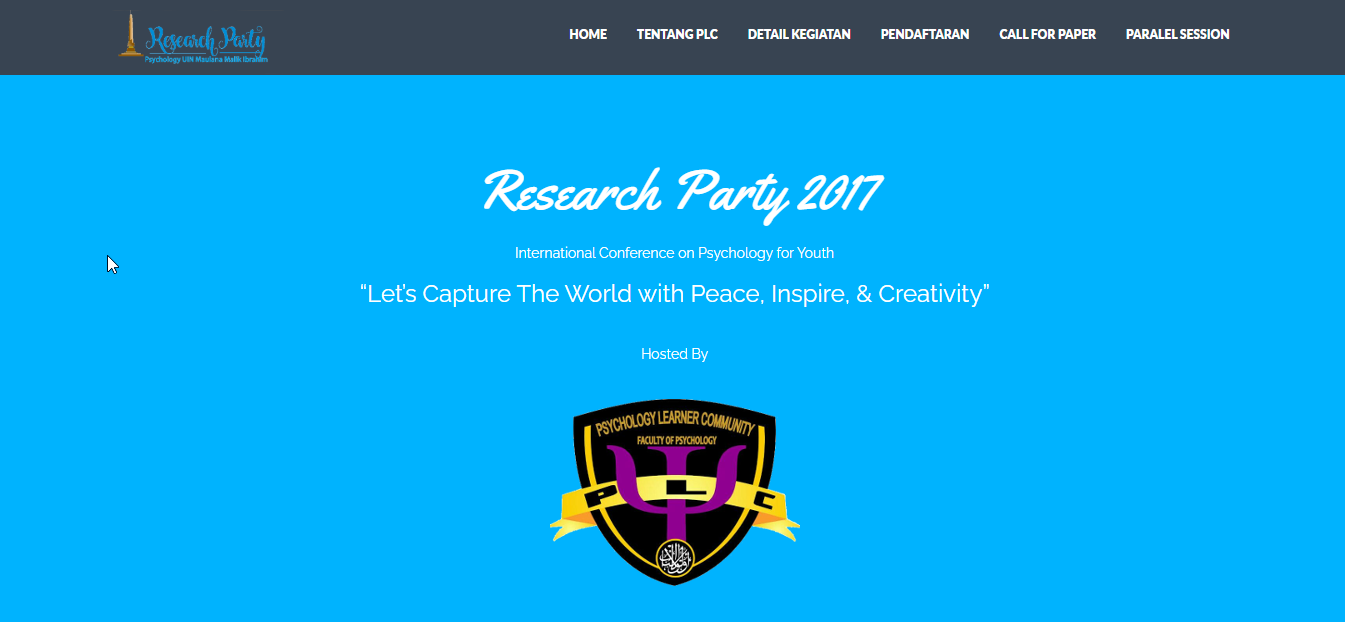 Research Party
Psychology UIN Maulana Malik Ibrahim
HOME TENTANG PLC DETAIL KEGIATAN PENDAFTARAN CALL FOR PAPER PARALEL SESSION
Research Party 2017
International Conference on Psychology for Youth
“Let's Capture The World with Peace, Inspire, & Creativity”
Hosted By
PSYCHOLOGY LEARNER COMMUNITY
FACULTY OF PSYCHOLOGY
P L C